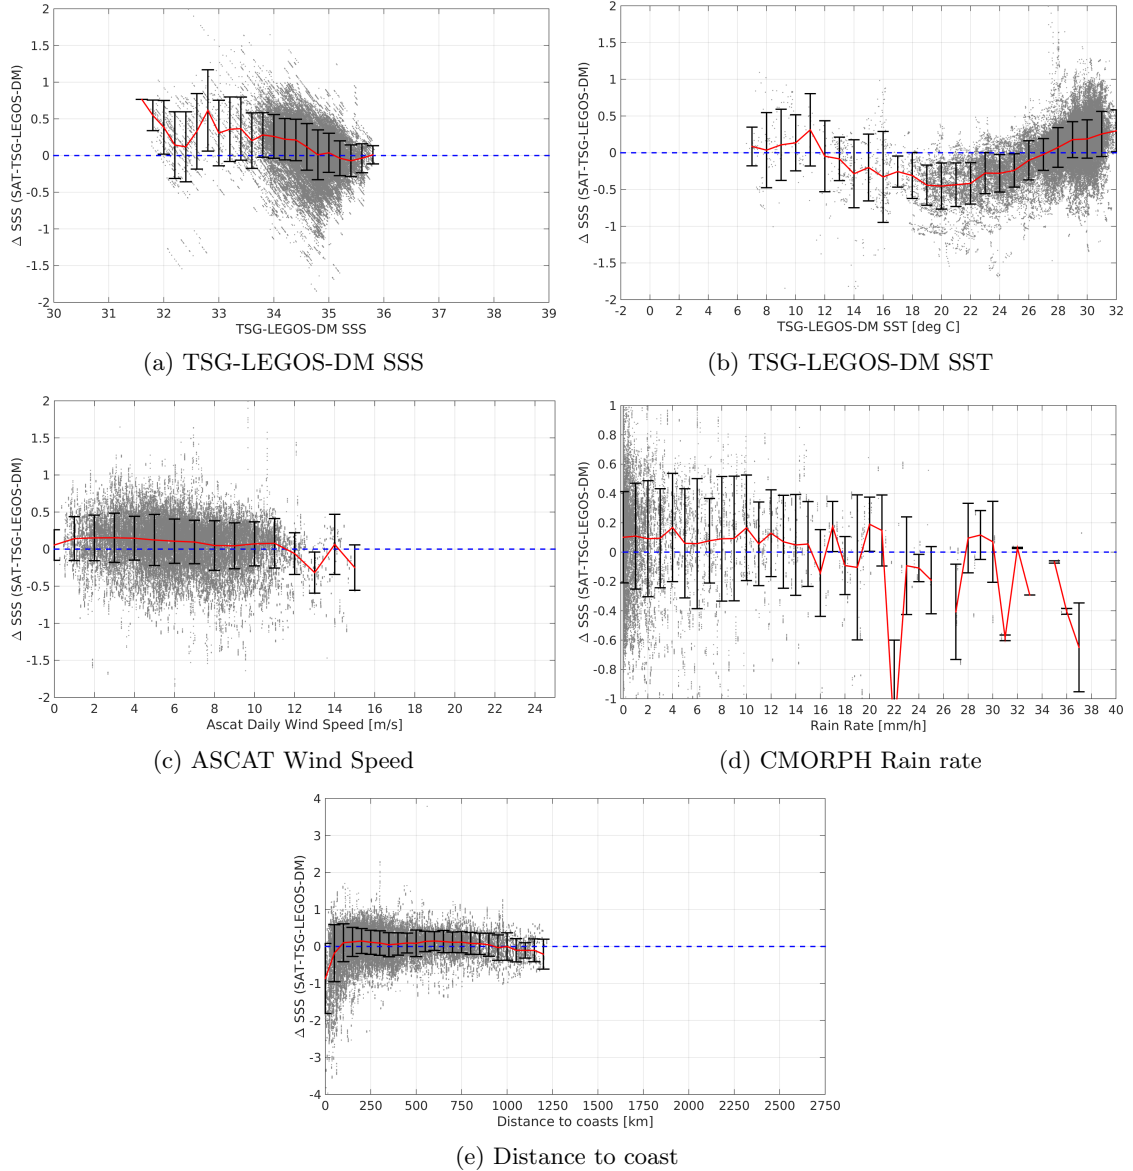 2
1.5
1
0.5
0
-0.5
-1
-1.5
-2
30 31 32 33 34 35 36 37 38 39
TSG-LEGOS-DM SSS
Δ SSS (SAT-TSG-LEGOS-DM)
(a) TSG-LEGOS-DM SSS
2
1.5
1
0.5
0
-0.5
-1
-1.5
-2
-2 0 2 4 6 8 10 12 14 16 18 20 22 24 26 28 30 32
TSG-LEGOS-DM SST [deg C]
Δ SSS (SAT-TSG-LEGOS-DM)
(b) TSG-LEGOS-DM SST
2
1.5
1
0.5
0
-0.5
-1
-1.5
-2
0 2 4 6 8 10 12 14 16 18 20 22 24
Ascat Daily Wind Speed [m/s]
Δ SSS (SAT-TSG-LEGOS-DM)
(c) ASCAT Wind Speed
1
0.8
0.6
0.4
0.2
0
-0.2
-0.4
-0.6
-0.8
-1
0 2 4 6 8 10 12 14 16 18 20 22 24 26 28 30 32 34 36 38 40
Rain Rate [mm/h]
Δ SSS (SAT-TSG-LEGOS-DM)
(d) CMORPH Rain rate
4
3
2
1
0
-1
-2
-3
-4
0 250 500 750 1000 1250 1500 1750 2000 2250 2500 2750
Distance to coasts [km]
Δ SSS (SAT-TSG-LEGOS-DM)
(e) Distance to coast